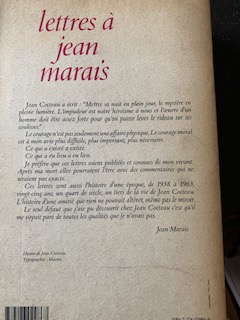 lettres à
jean
marais
Jean Cocteau a écrit : "Mettre sa nuit en plein jour, le mystère en
pleine lumière. L'impudeur est notre héroïsme à nous et l'œuvre d'un
homme doit être assez forte pour qu'on puisse lever le rideau sur ses
coulisses."
Le courage n'est pas seulement une affaire physique. Le courage moral
est à mon avis plus difficile, plus important, plus nécessaire.
Ce qui a existé a existé.
Ce qui a eu lieu a eu lieu.
Je préfère que ces lettres soient publiées et connues de mon vivant.
Après ma mort elles pourraient l'être avec des commentaires qui ne
seraient pas exacts.
Ces lettres sont aussi l'histoire d'une époque, de 1938 à 1963,
vingt-cinq ans, un quart de siècle, un tiers de la vie de Jean Cocteau.
L'histoire d'une amitié que rien ne pouvait altérer, même pas le miroir.
Le seul défaut que j'aie pu découvrir chez Jean Cocteau c'est qu'il
me voyait paré de toutes les qualités que je n'avais pas.
Jean Marais
Dessin de Jean Cocteau
Typographie :